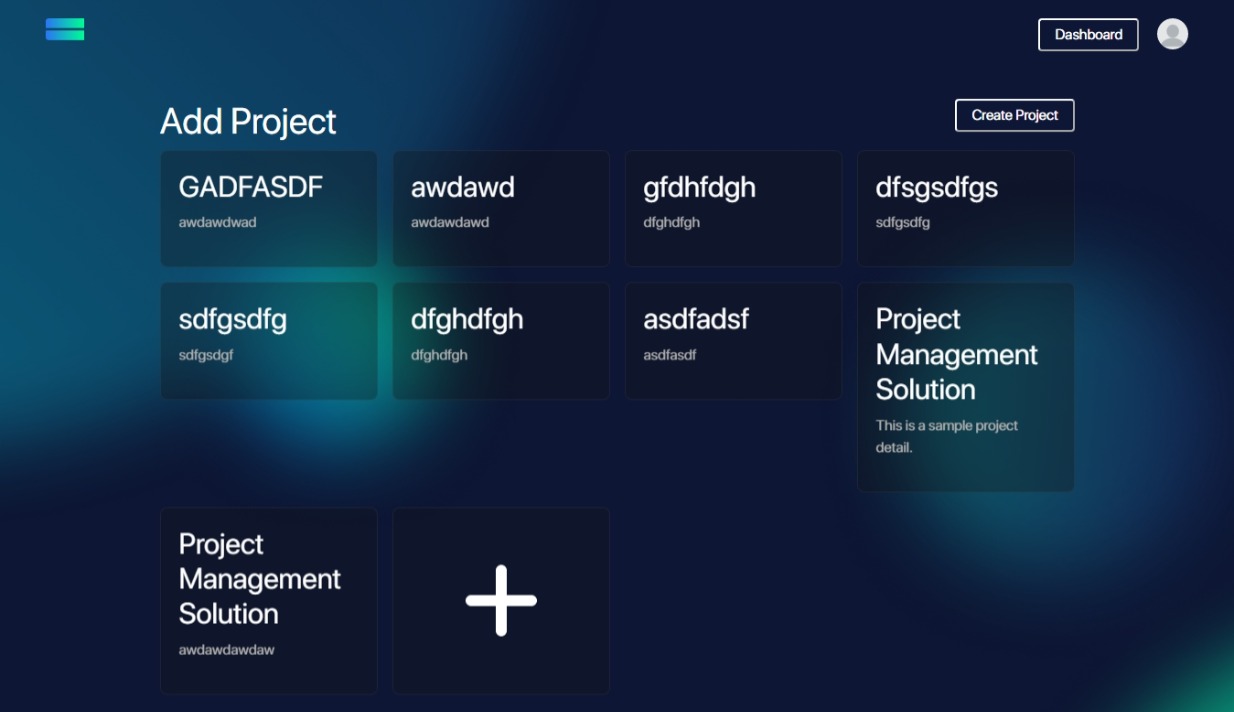 Dashboard
Add Project
Create Project
GADFASDF
awdawdwad
awdawd
awdawdawd
gfdhfdgh
dfghdfgh
dfsgsdfgs
sdfgsdfg
sdfgsdfg
sdfgsdgf
dfghdfgh
dfghdfgh
asdfadsf
asdfasdf
Project
Management
Solution
This is a sample project
detail.
Project
Management
Solution
awdawdawdaw